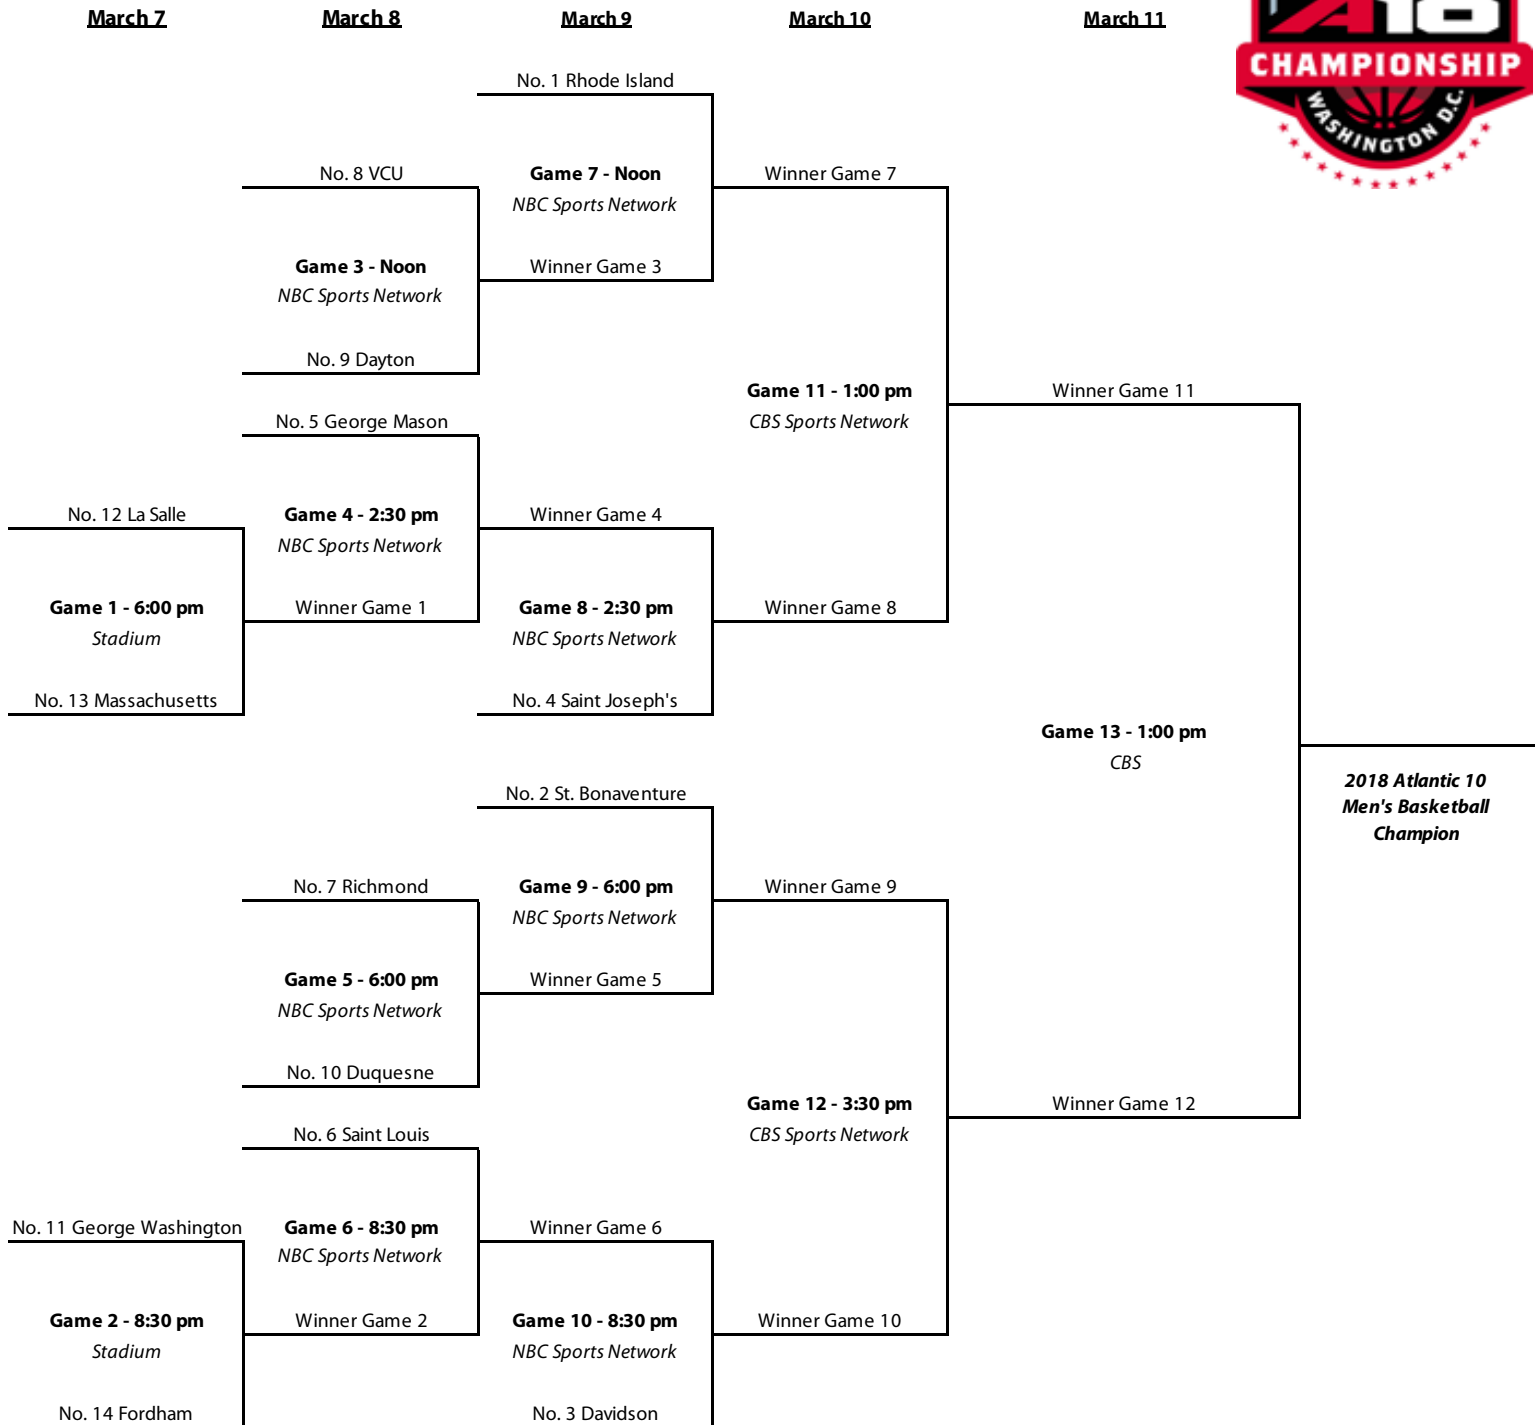 March 7
March 8
March 9
March 10
March 11
A10
CHAMPIONSHIP
WASHINGTON D.C.
No. 1 Rhode Island
No. 8 VCU
Game 7 - Noon
Winner Game 7
NBC Sports Network
Game 3 - Noon
Winner Game 3
NBC Sports Network
No. 9 Dayton
Game 11 - 1:00 pm
Winner Game 11
No. 5 George Mason
CBS Sports Network
No. 12 La Salle
Game 4 - 2:30 pm
Winner Game 4
NBC Sports Network
Game 1 - 6:00 pm
Winner Game 1
Game 8 - 2:30 pm
Winner Game 8
Stadium
NBC Sports Network
No. 13 Massachusetts
No. 4 Saint Joseph's
Game 13 - 1:00 pm
CBS
2018 Atlantic 10
Men's Basketball
Champion
No. 2 St. Bonaventure
No. 7 Richmond
Game 9 - 6:00 pm
Winner Game 9
NBC Sports Network
Game 5 - 6:00 pm
Winner Game 5
NBC Sports Network
No. 10 Duquesne
Game 12 - 3:30 pm
Winner Game 12
No. 6 Saint Louis
CBS Sports Network
No. 11 George Washington
Game 6 - 8:30 pm
Winner Game 6
NBC Sports Network
Game 2 - 8:30 pm
Winner Game 2
Game 10 - 8:30 pm
Winner Game 10
Stadium
NBC Sports Network
No. 14 Fordham
No. 3 Davidson